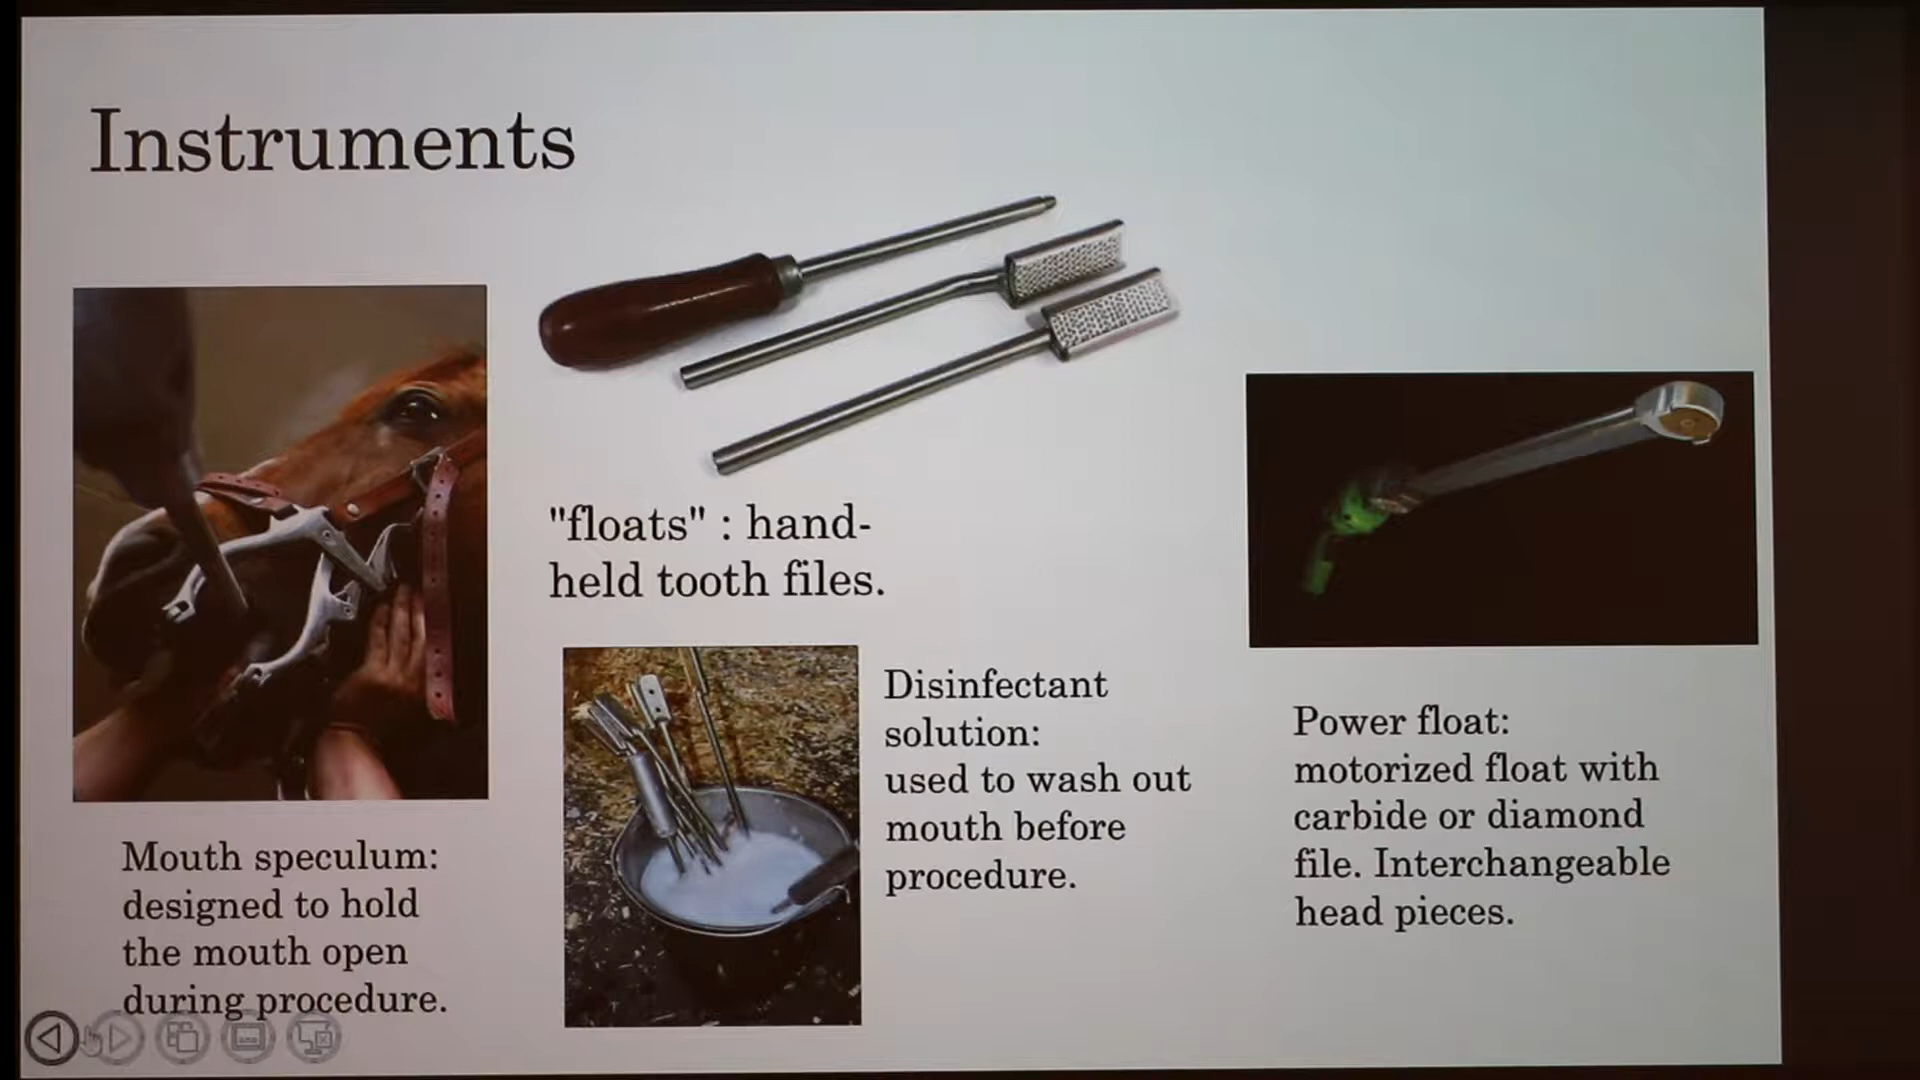 Instruments
"floats" : hand-
held tooth files.
Mouth speculum:
designed to hold
the mouth open
during procedure.
Disinfectant
solution:
used to wash out
mouth before
procedure.
Power float:
motorized float with
carbide or diamond
file. Interchangeable
head pieces.